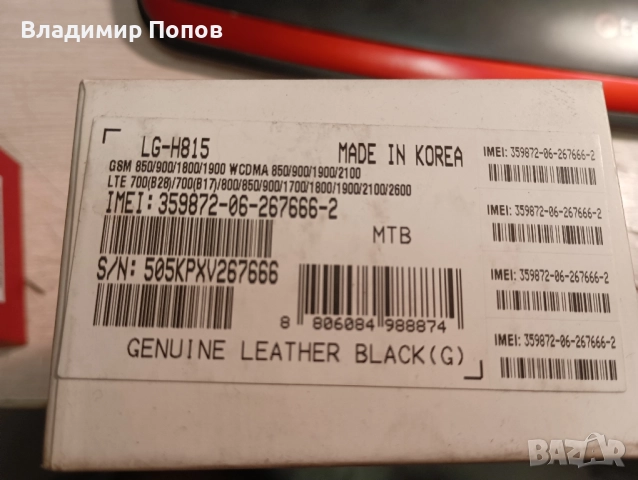 Владимир Попов
LG-H815 MADE IN KOREA
GSM 850/900/1800/1900 WCDMA 850/900/1900/2100
LTE 700(B28)/700(B17)/800/850/900/1700/1800/1900/2100/2600
IMEI: 359872-06-267666-2
MTB
S/N: 505KPXV267666
8 806084 988874
GENUINE LEATHER BLACK(G)
IMEI: 359872-06-267666-2
IMEI: 359872-06-267666-2
IMEI: 359872-06-267666-2
IMEI: 359872-06-267666-2
BAZAR